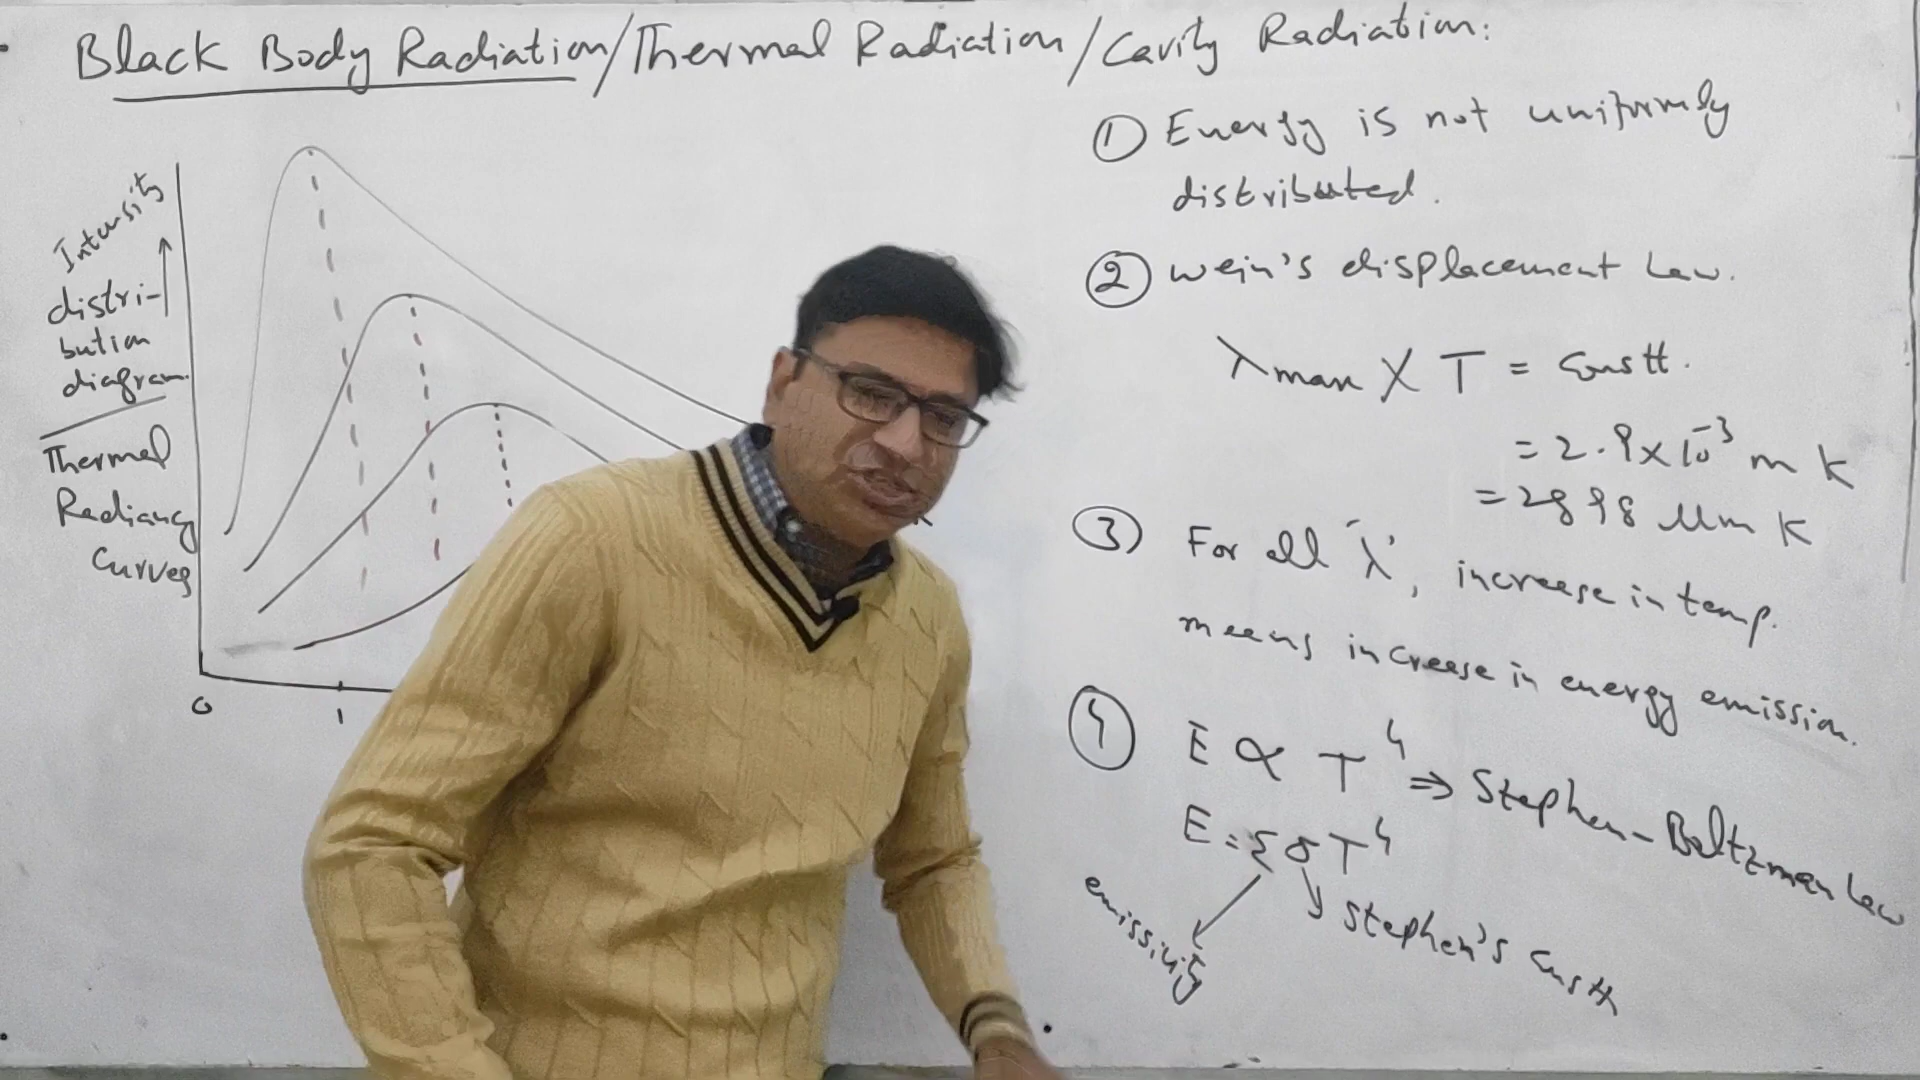 Black Body Radiation/Thermal Radiation/Cavity Radiation:
Intensity
distri-
bution
diagram
Thermal
Radiancy
Curves
0
1
① Energy is not uniformly
distributed.
② wein's displacement Law.
λmax X T = Constt.
= 2.9x10⁻³ m K
= 2898 μm K
③ For all 'λ', increase in temp.
means increase in energy emission.
④ E ∝ T⁴ ⇒ Stephen-Boltzman Law
E = Σ σ T⁴
emissivity
Stephen's Constt